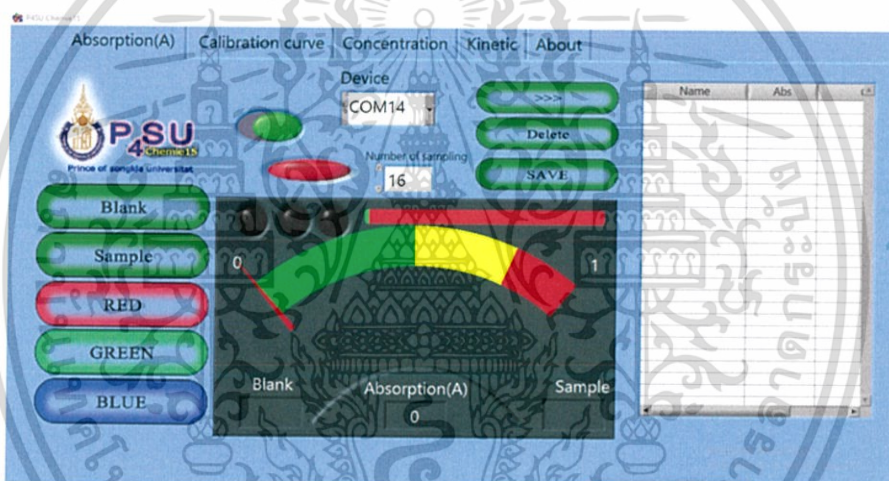 P4SU Chemie15
Absorption(A) Calibration curve Concentration Kinetic About
Device
COM14
Number of sampling
16
>>>
Delete
SAVE
Name Abs
P4SU
Chemie15
Prince of songkla universitat
Blank
Sample
RED
GREEN
BLUE
0 1
Blank Absorption(A) Sample
0